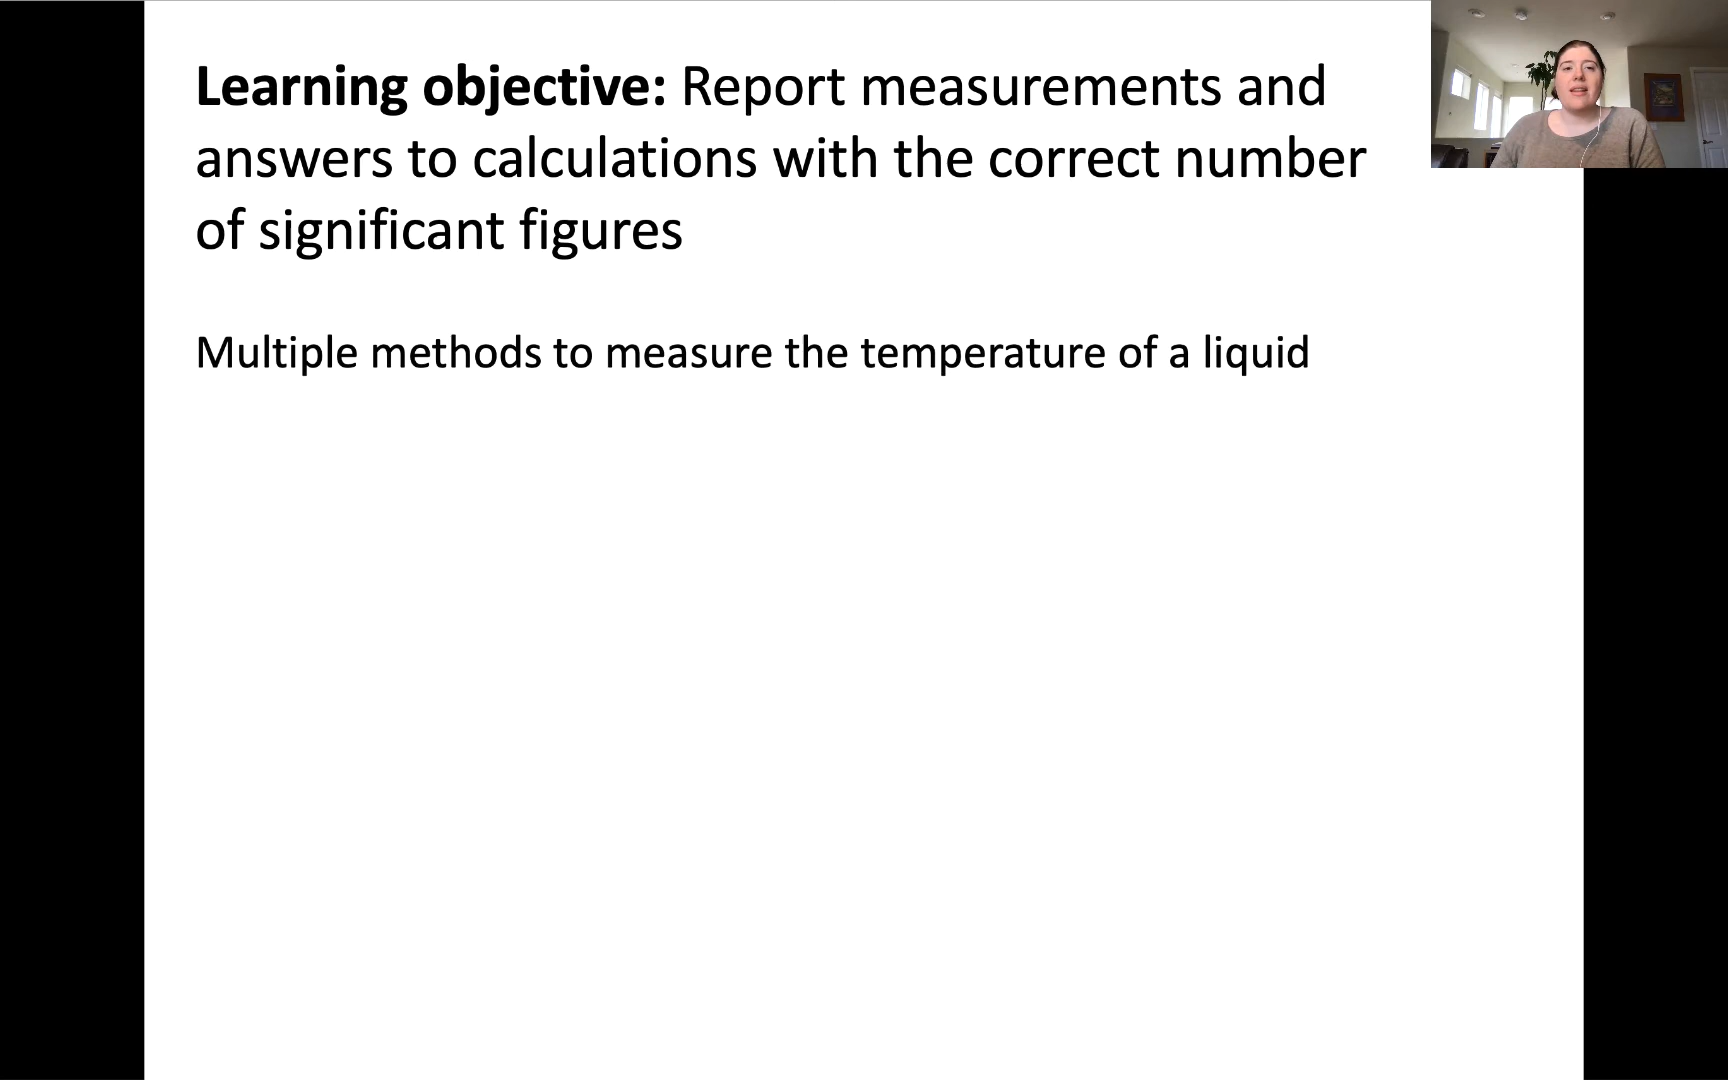 Learning objective: Report measurements and
answers to calculations with the correct number
of significant figures
Multiple methods to measure the temperature of a liquid